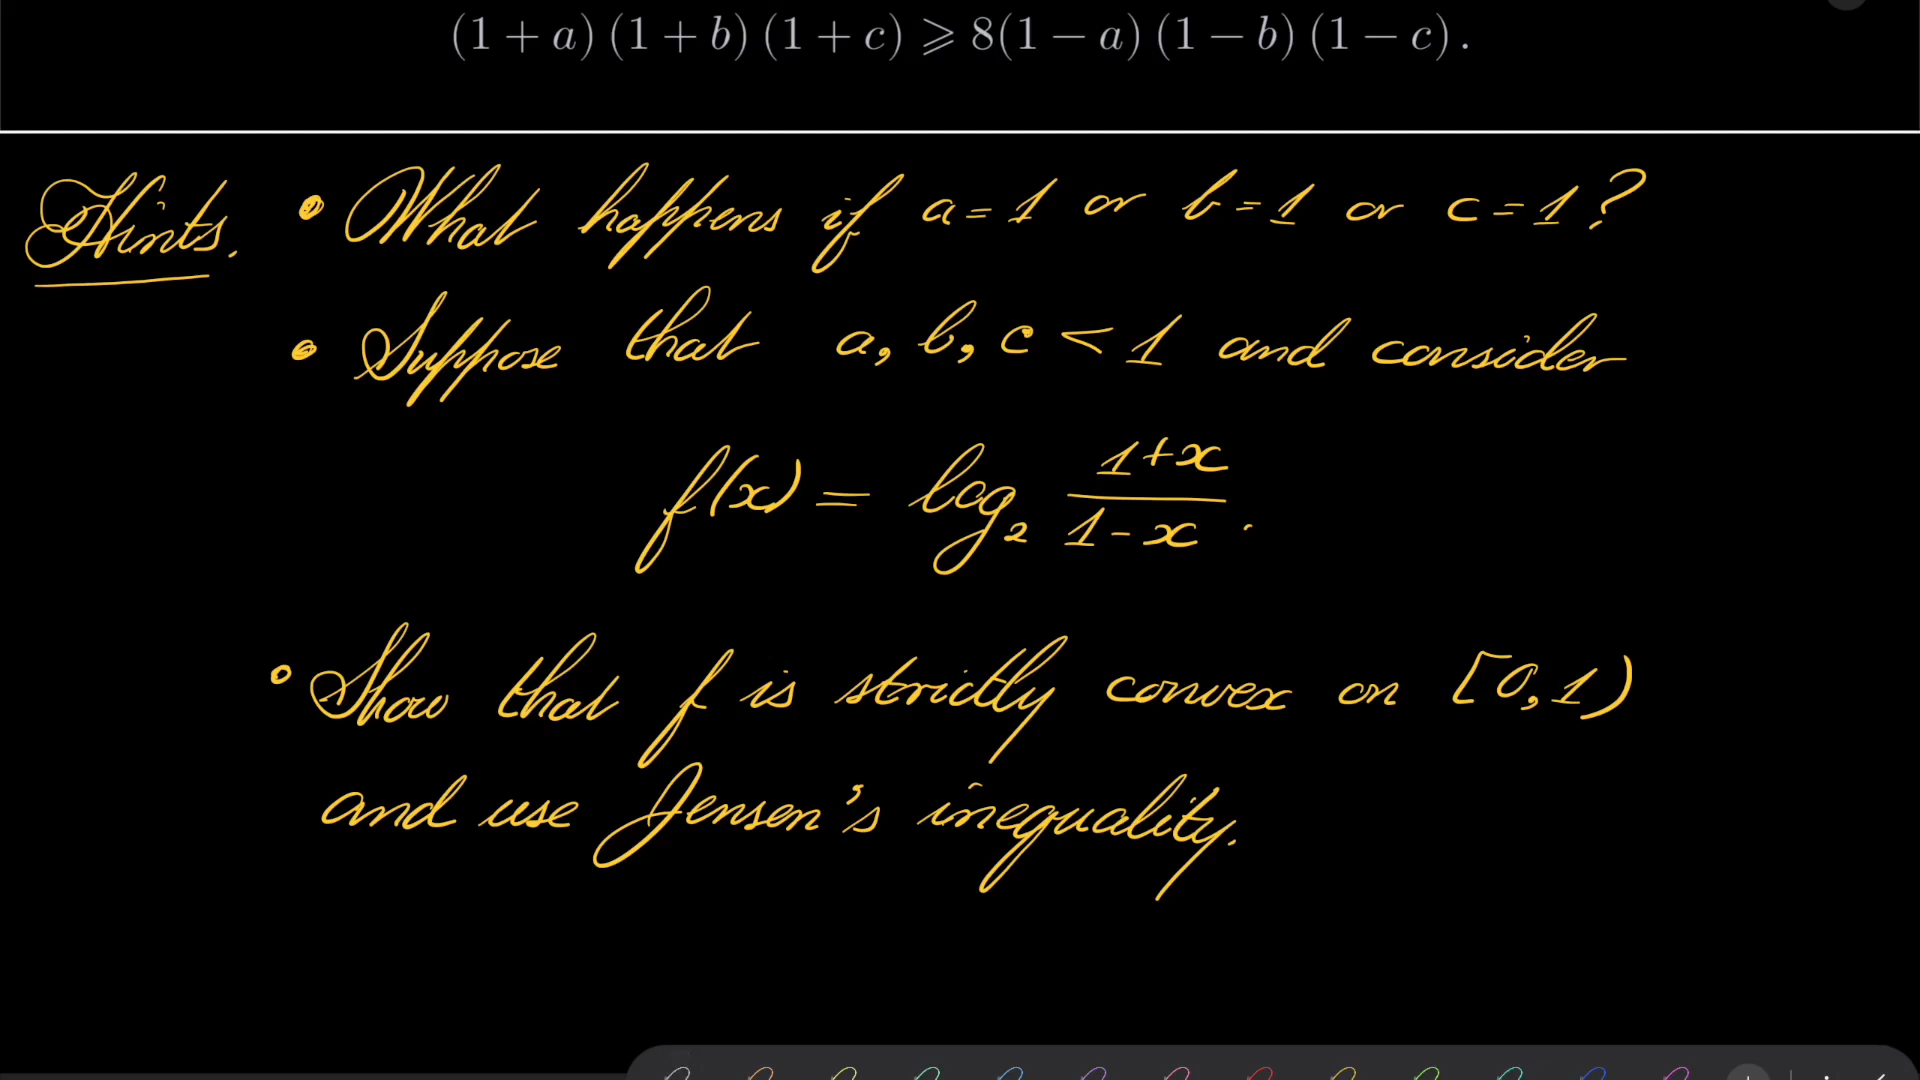 (1 + a) (1 + b) (1 + c) ⩾ 8(1 − a) (1 − b) (1 − c) .
Hints. • What happens if a = 1 or b = 1 or c = 1?
• Suppose that a, b, c < 1 and consider
f(x) = log₂ (1+x)/(1-x) .
• Show that f is strictly convex on [0, 1)
and use Jensen's inequality.